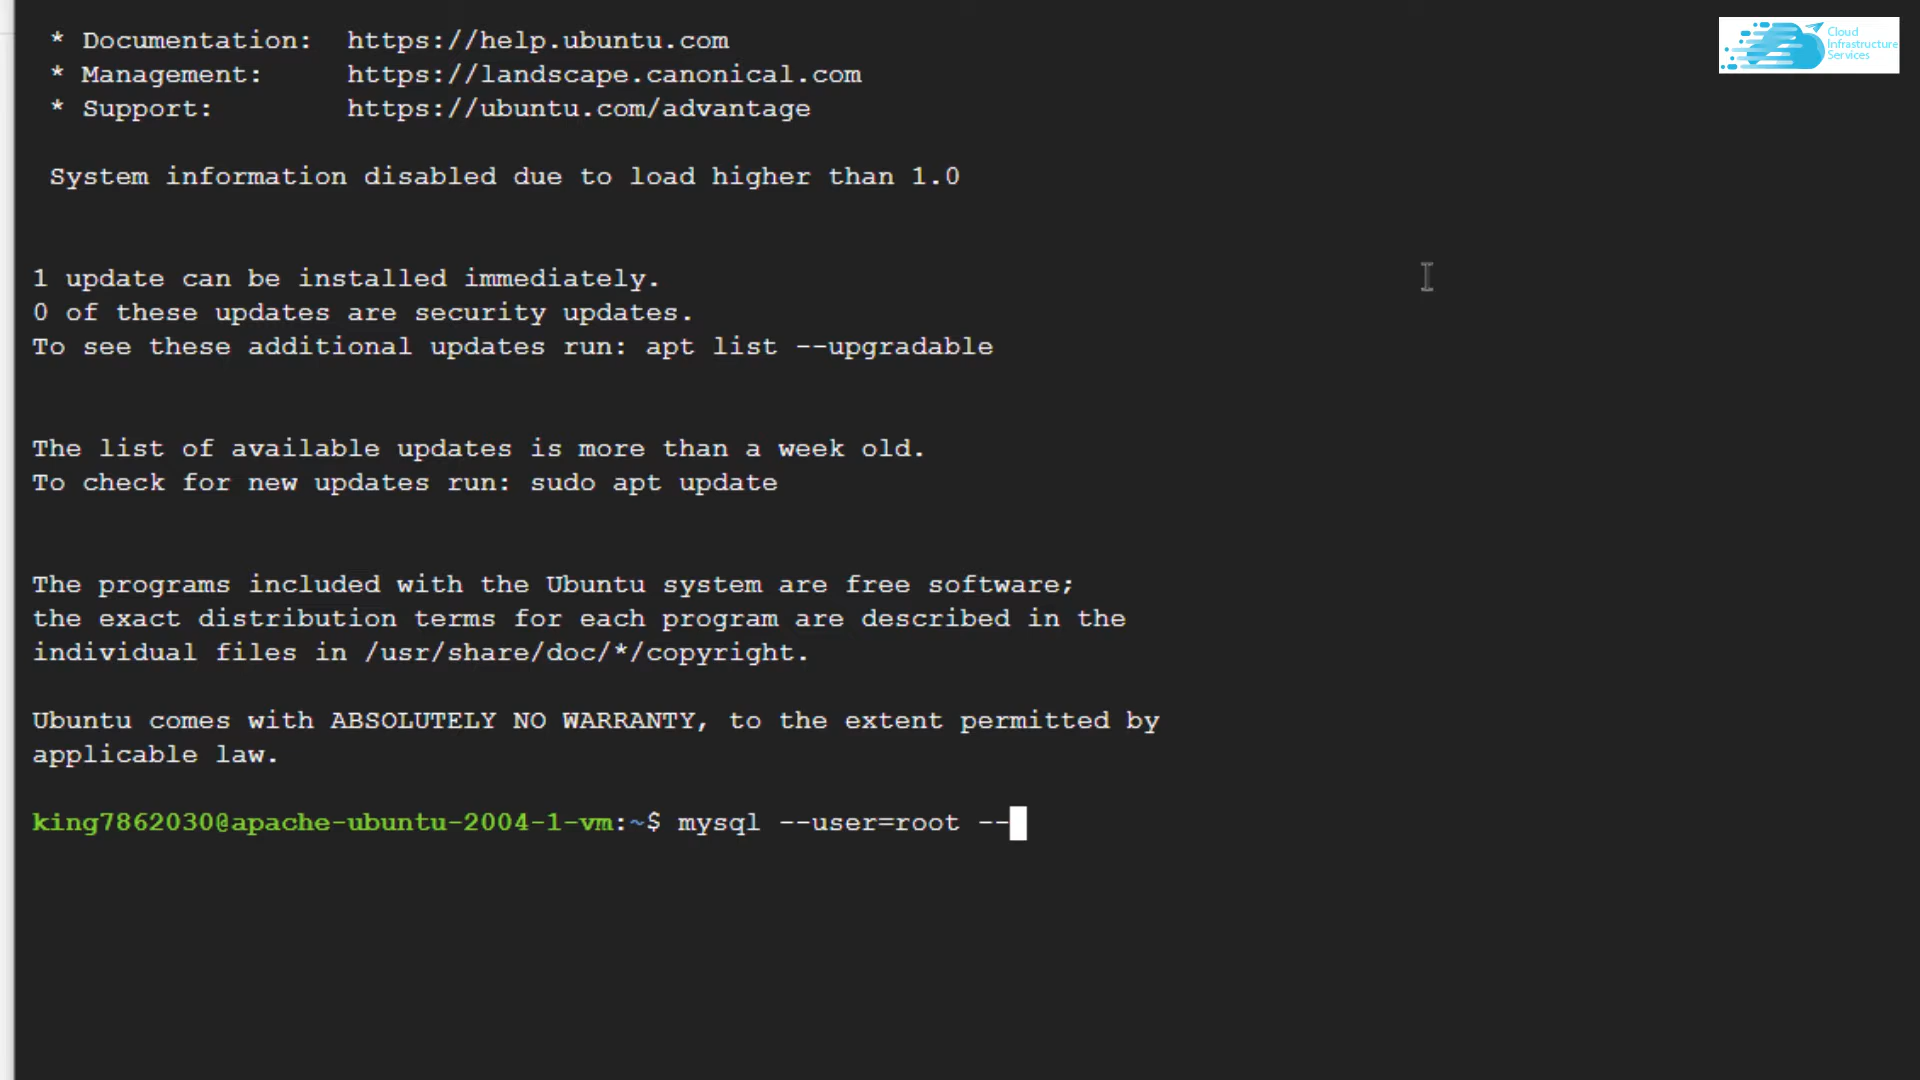 * Documentation:  https://help.ubuntu.com
* Management:     https://landscape.canonical.com
* Support:        https://ubuntu.com/advantage
System information disabled due to load higher than 1.0
1 update can be installed immediately.
0 of these updates are security updates.
To see these additional updates run: apt list --upgradable
The list of available updates is more than a week old.
To check for new updates run: sudo apt update
The programs included with the Ubuntu system are free software;
the exact distribution terms for each program are described in the
individual files in /usr/share/doc/*/copyright.
Ubuntu comes with ABSOLUTELY NO WARRANTY, to the extent permitted by
applicable law.
king7862030@apache-ubuntu-2004-1-vm:~$ mysql --user=root --
Cloud
Infrastructure
Services